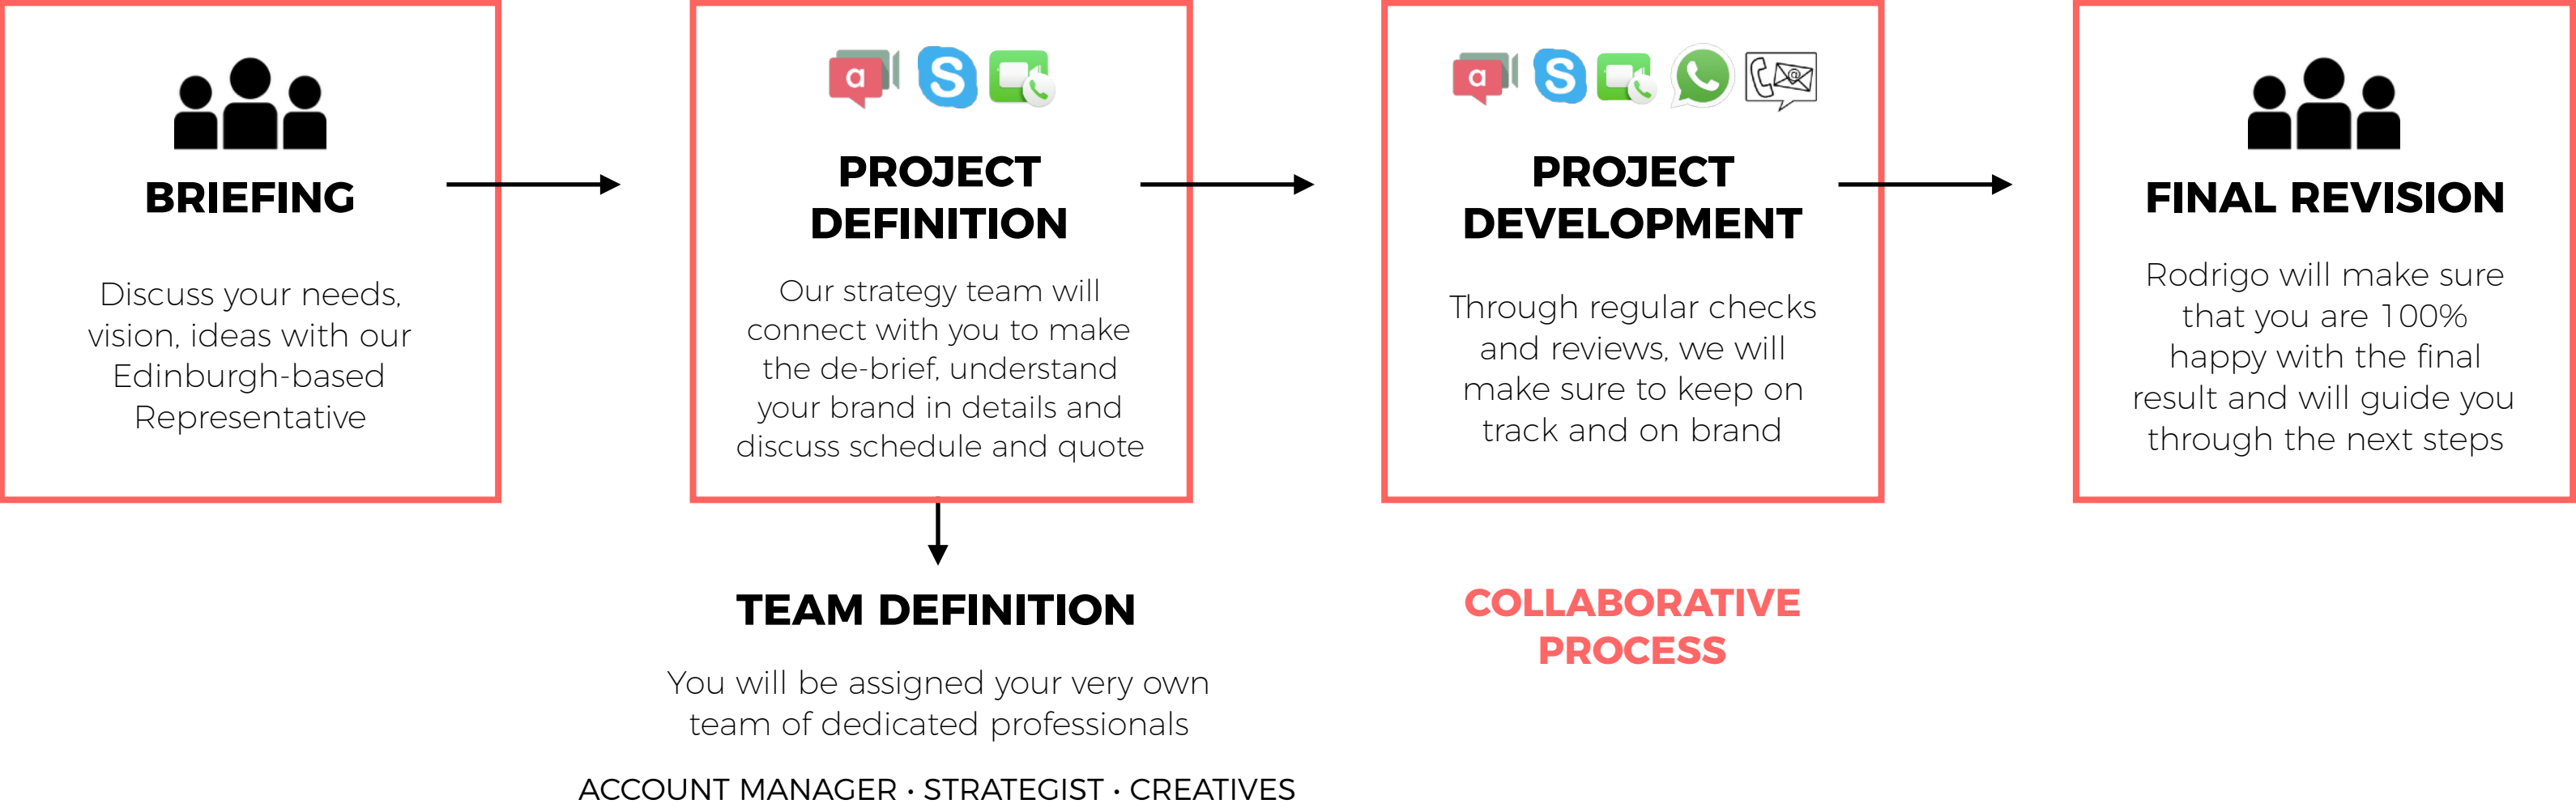 BRIEFING
Discuss your needs,
vision, ideas with our
Edinburgh-based
Representative
a
S
PROJECT
DEFINITION
Our strategy team will
connect with you to make
the de-brief, understand
your brand in details and
discuss schedule and quote
TEAM DEFINITION
You will be assigned your very own
team of dedicated professionals
ACCOUNT MANAGER · STRATEGIST · CREATIVES
a
S
@
PROJECT
DEVELOPMENT
Through regular checks
and reviews, we will
make sure to keep on
track and on brand
COLLABORATIVE
PROCESS
FINAL REVISION
Rodrigo will make sure
that you are 100%
happy with the final
result and will guide you
through the next steps